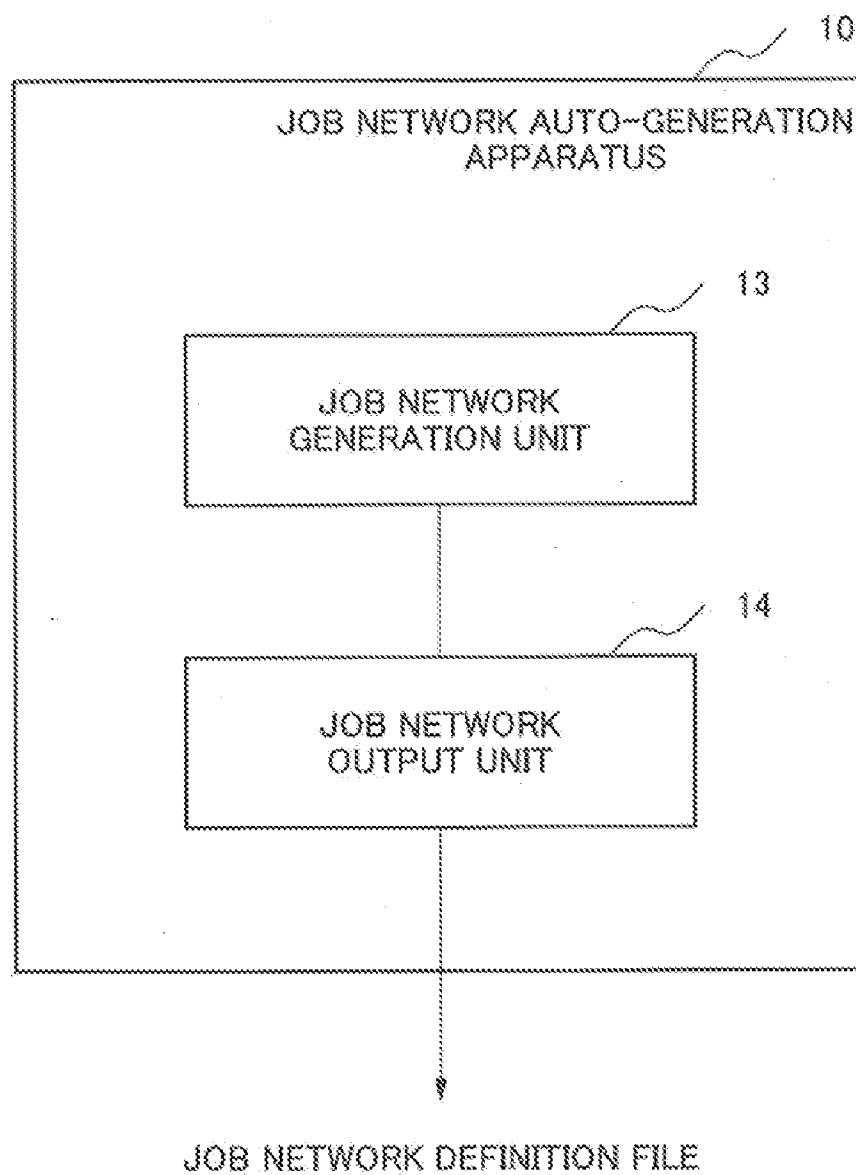 10
JOB NETWORK AUTO-GENERATION
APPARATUS
13
JOB NETWORK
GENERATION UNIT
14
JOB NETWORK
OUTPUT UNIT
JOB NETWORK DEFINITION FILE